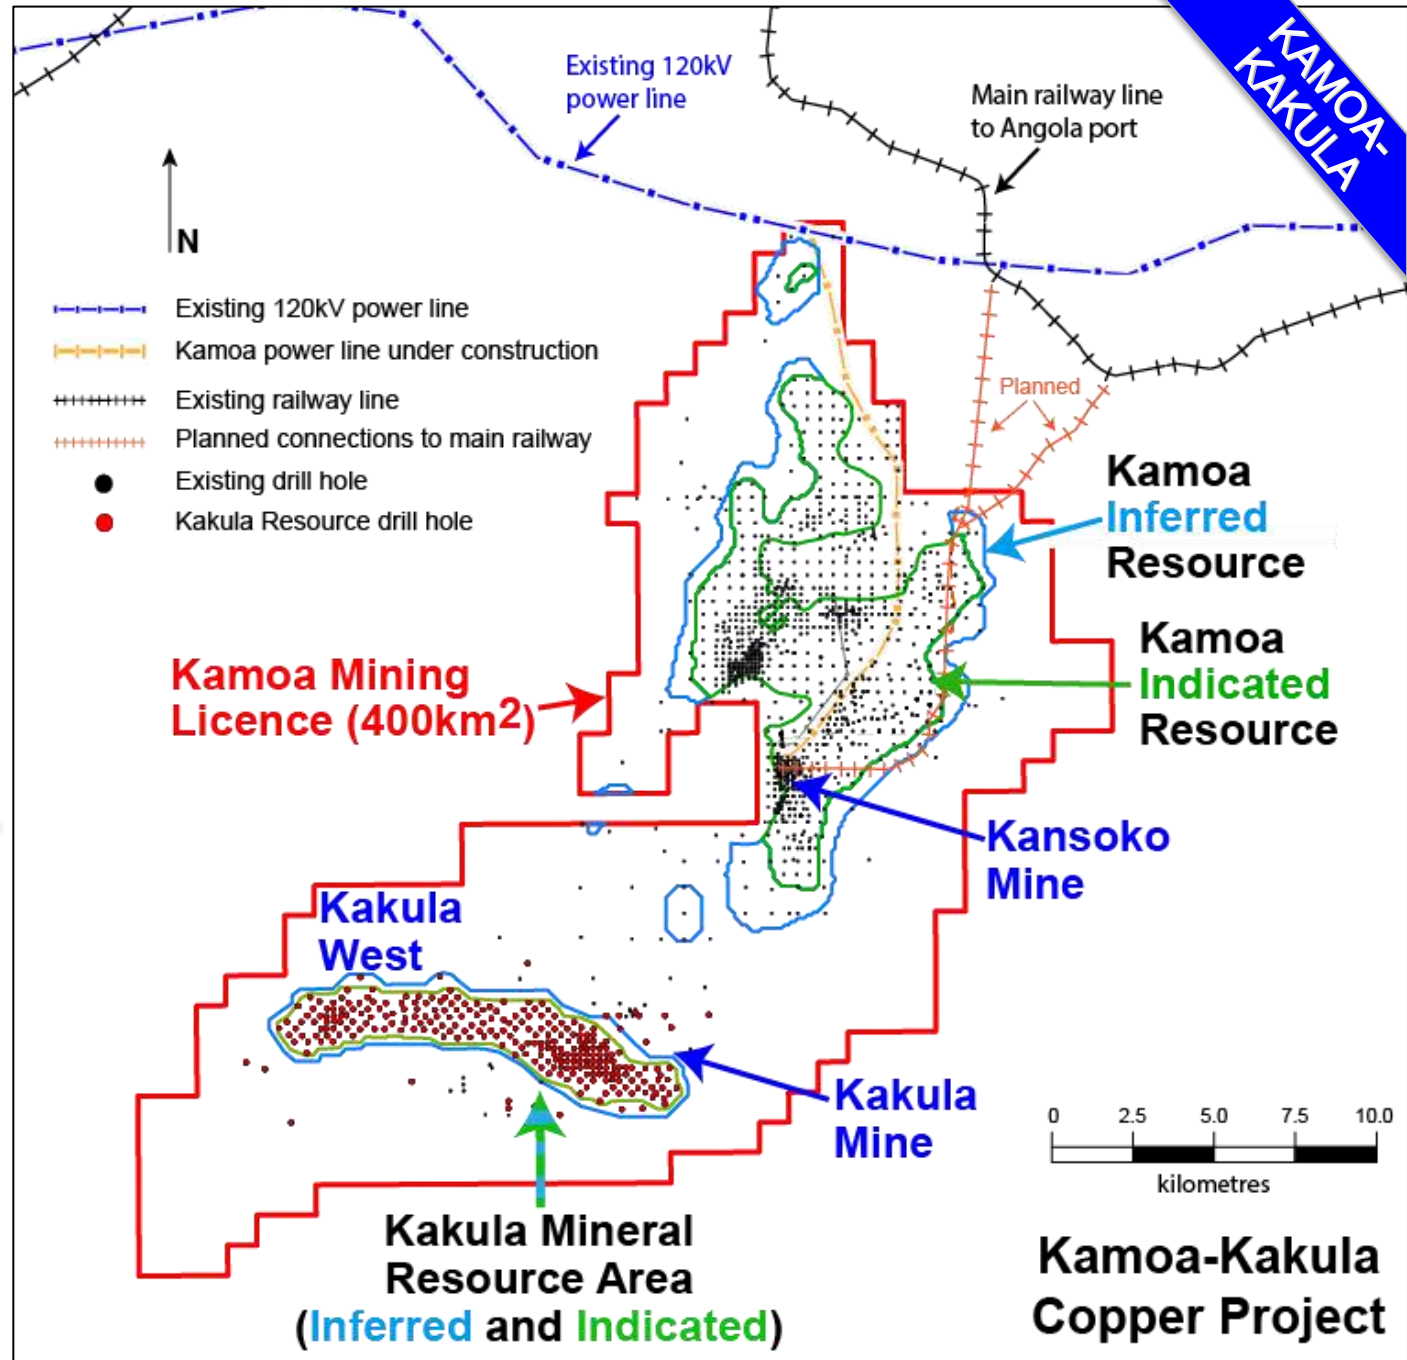 KAMOA-
KAKULA
Existing 120kV
power line
Main railway line
to Angola port
N
Existing 120kV power line
Kamoa power line under construction
Existing railway line
Planned connections to main railway
Existing drill hole
Kakula Resource drill hole
Planned
Kamoa
Inferred
Resource
Kamoa
Indicated
Resource
Kamoa Mining
Licence (400km²)
Kansoko
Mine
Kakula
West
Kakula
Mine
0 2.5 5.0 7.5 10.0
kilometres
Kakula Mineral
Resource Area
(Inferred and Indicated)
Kamoa-Kakula
Copper Project